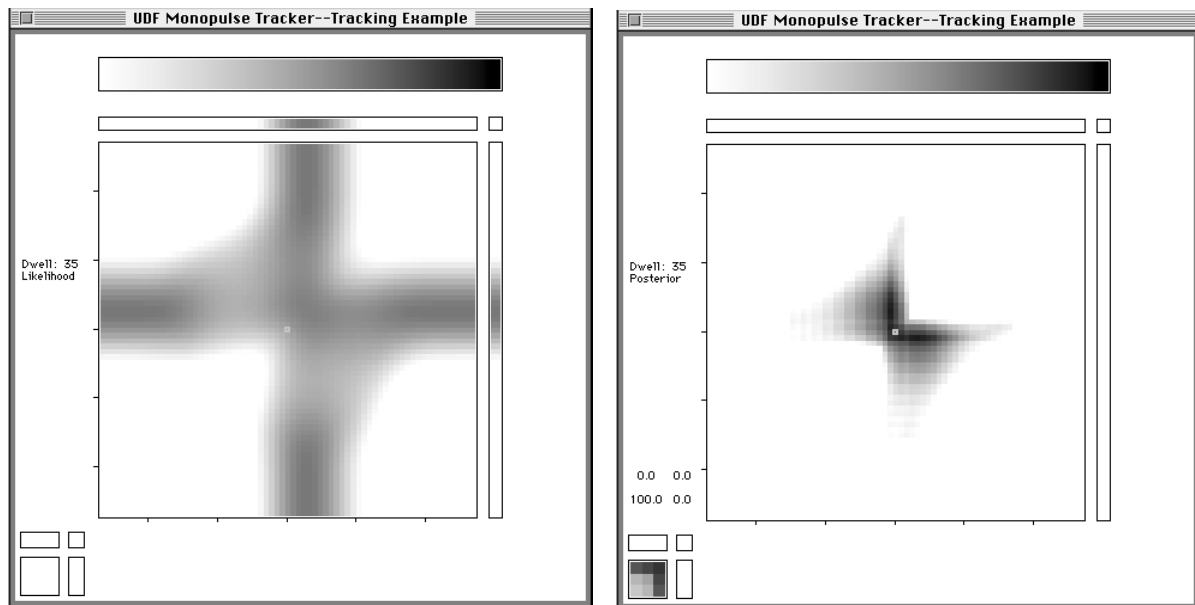 UDF Monopulse Tracker--Tracking Example
Dwell: 35
Likelihood
UDF Monopulse Tracker--Tracking Example
Dwell: 35
Posterior
0.0 0.0
100.0 0.0